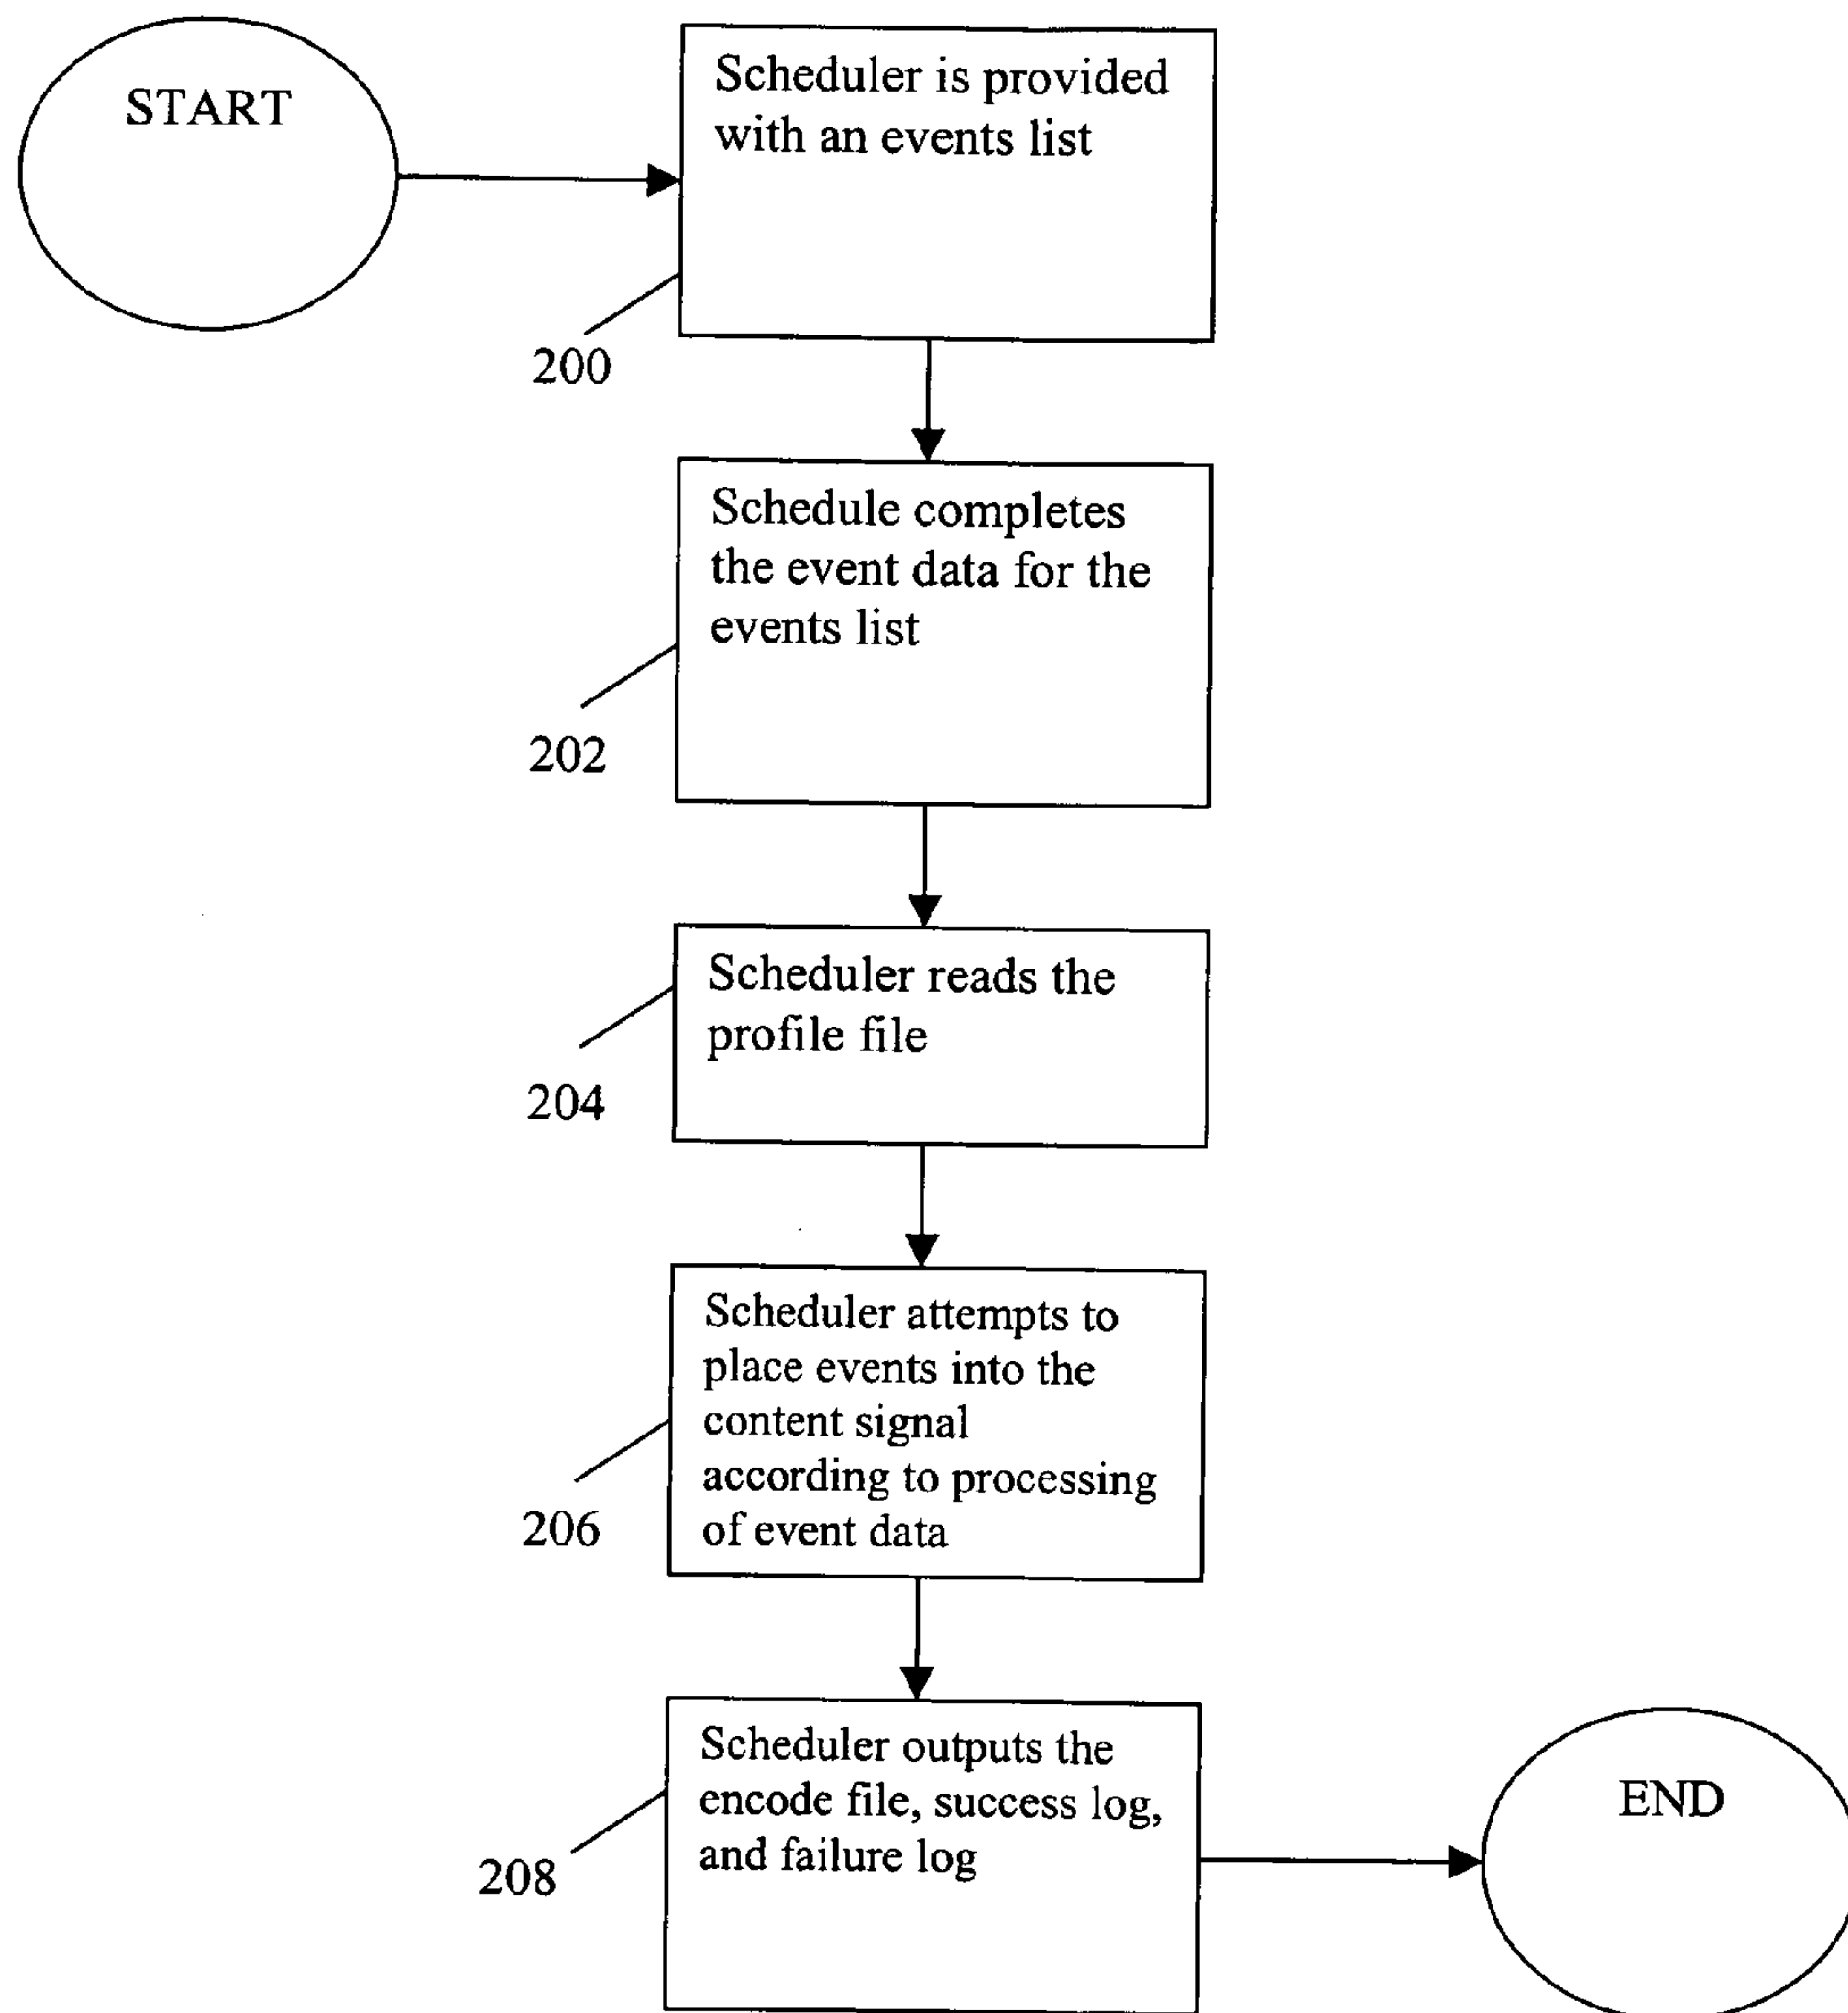 START
Scheduler is provided
with an events list
200
Schedule completes
the event data for the
events list
202
Scheduler reads the
profile file
204
Scheduler attempts to
place events into the
content signal
according to processing
of event data
206
Scheduler outputs the
encode file, success log,
and failure log
208
END